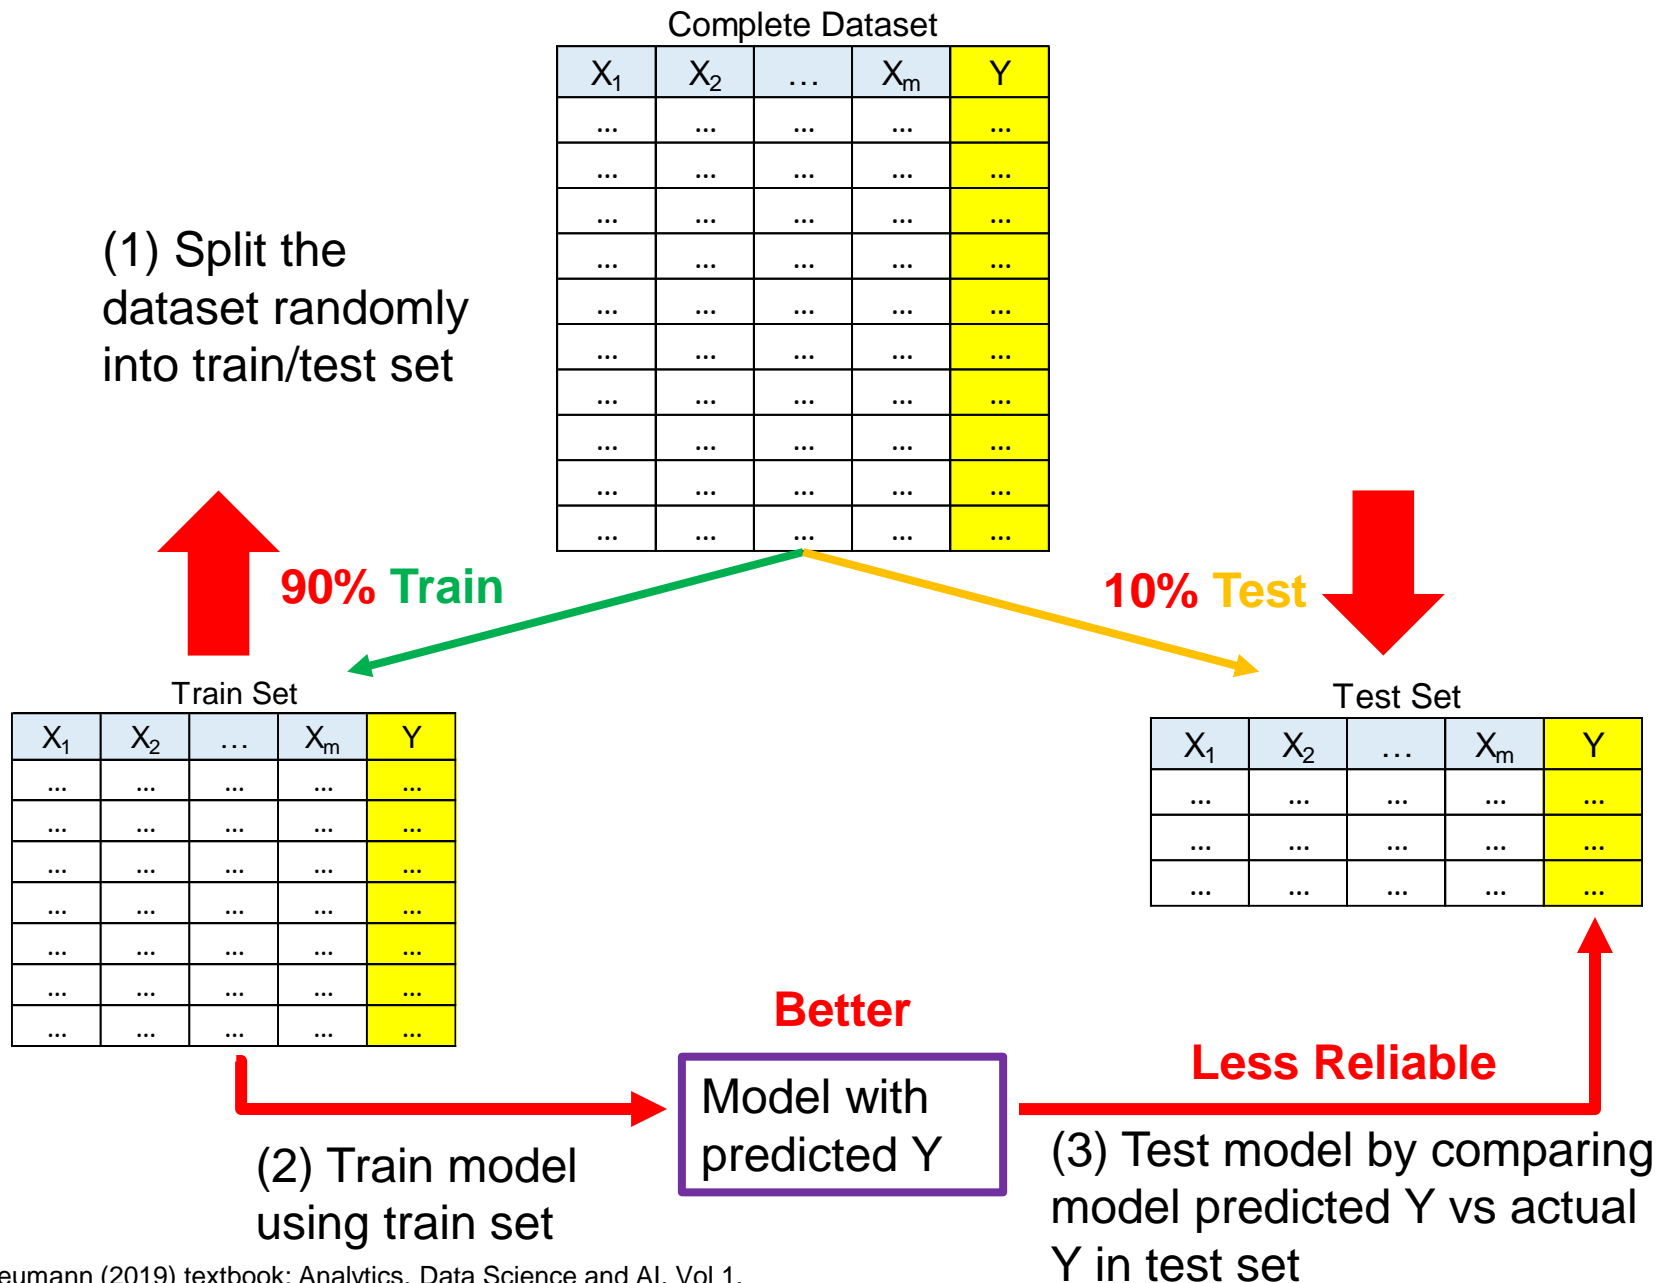 Complete Dataset
X1 X2 … Xm Y
... ... ... ... ...
... ... ... ... ...
... ... ... ... ...
... ... ... ... ...
... ... ... ... ...
... ... ... ... ...
... ... ... ... ...
... ... ... ... ...
... ... ... ... ...
... ... ... ... ...
(1) Split the
dataset randomly
into train/test set
90% Train
10% Test
Train Set
X1 X2 … Xm Y
... ... ... ... ...
... ... ... ... ...
... ... ... ... ...
... ... ... ... ...
... ... ... ... ...
... ... ... ... ...
... ... ... ... ...
Test Set
X1 X2 … Xm Y
... ... ... ... ...
... ... ... ... ...
... ... ... ... ...
Better
Model with
predicted Y
Less Reliable
(2) Train model
using train set
(3) Test model by comparing
model predicted Y vs actual
Y in test set
eumann (2019) textbook: Analytics, Data Science and AI, Vol 1.